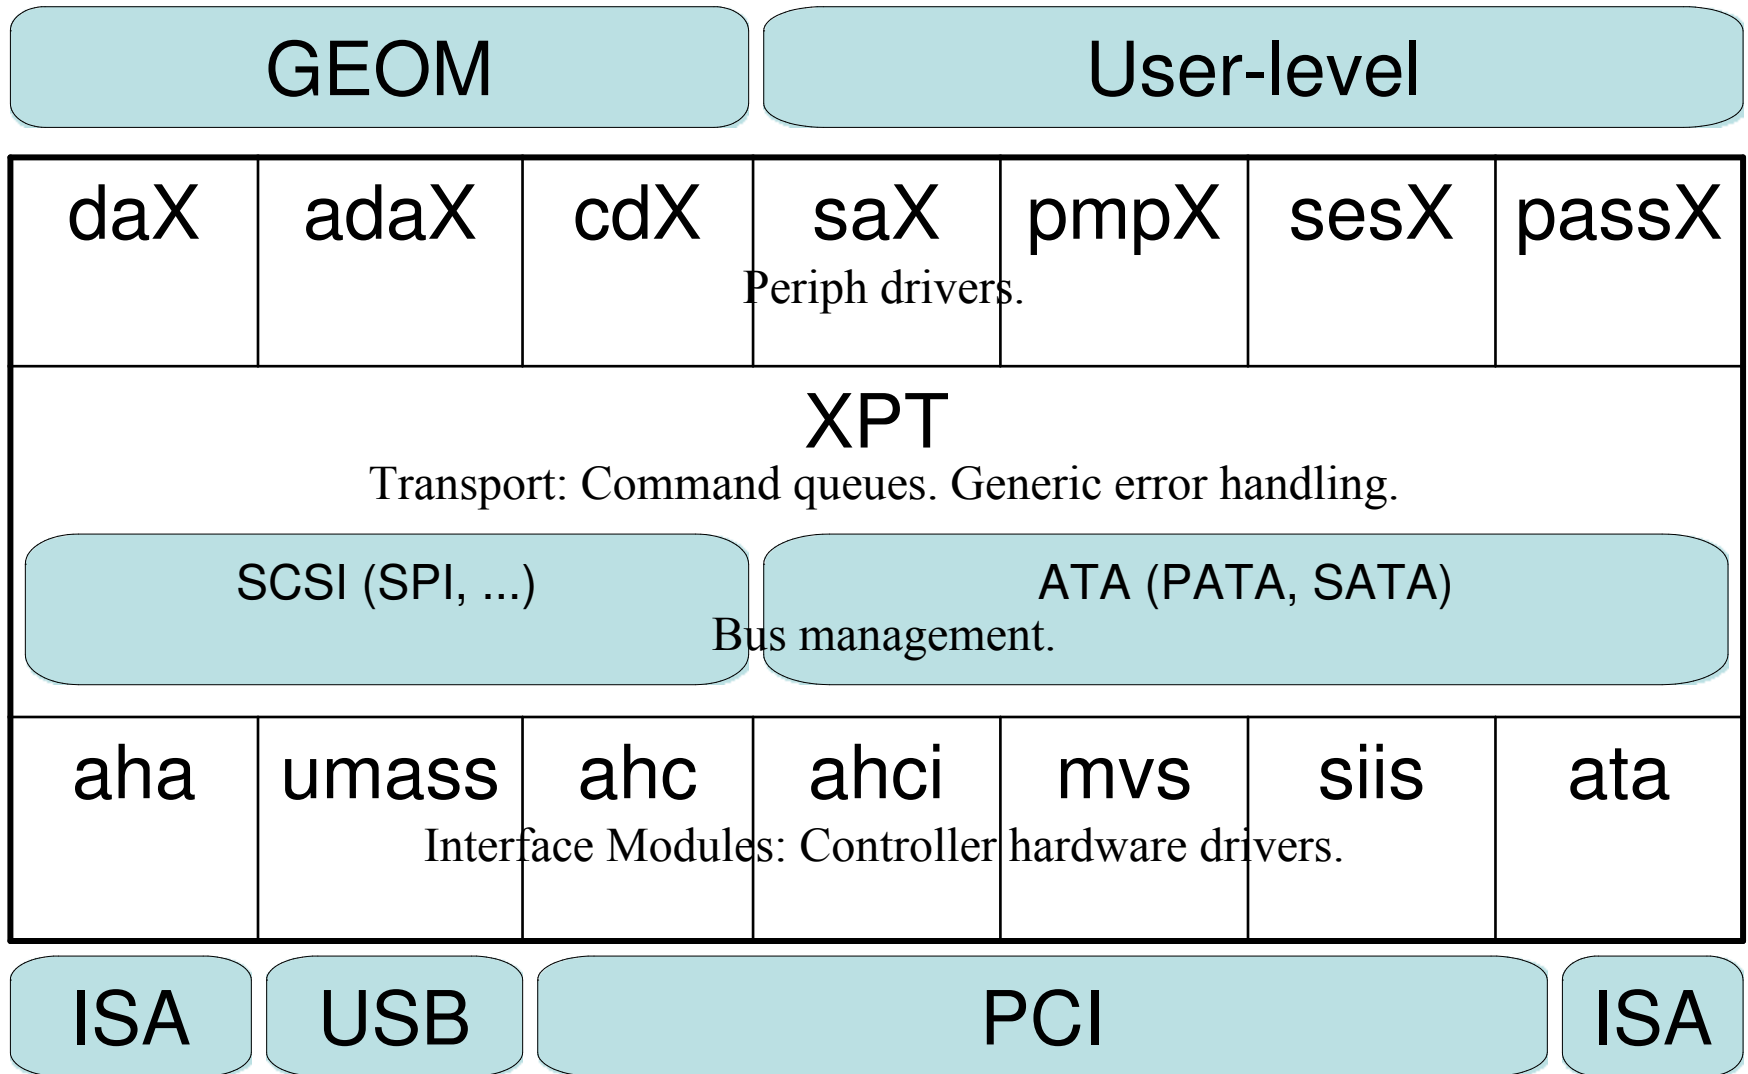 GEOM User-level
daX adaX cdX saX pmpX sesX passX
Periph drivers.
XPT
Transport: Command queues. Generic error handling.
SCSI (SPI, ...) ATA (PATA, SATA)
Bus management.
aha umass ahc ahci mvs siis ata
Interface Modules: Controller hardware drivers.
ISA USB PCI ISA